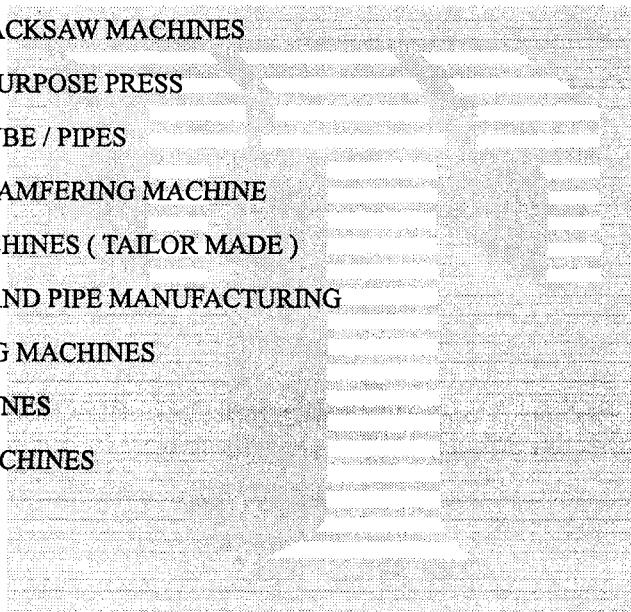 ACKSAW MACHINES
URPOSE PRESS
BE / PIPES
AMFERING MACHINE
HINES ( TAILOR MADE )
ND PIPE MANUFACTURING
G MACHINES
NES
CHINES